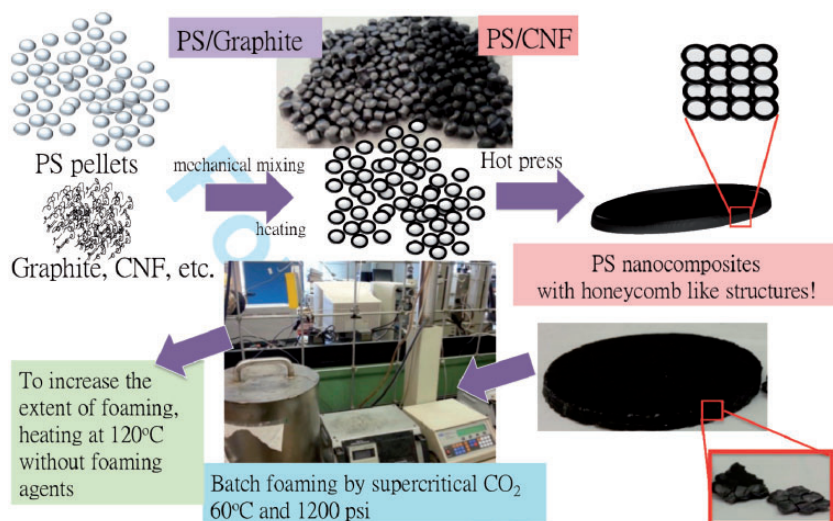 PS/Graphite
PS/CNF
PS pellets
mechanical mixing
heating
Hot press
Graphite, CNF, etc.
PS nanocomposites
with honeycomb like structures!
To increase the
extent of foaming,
heating at 120°C
without foaming
agents
Batch foaming by supercritical CO₂
60°C and 1200 psi